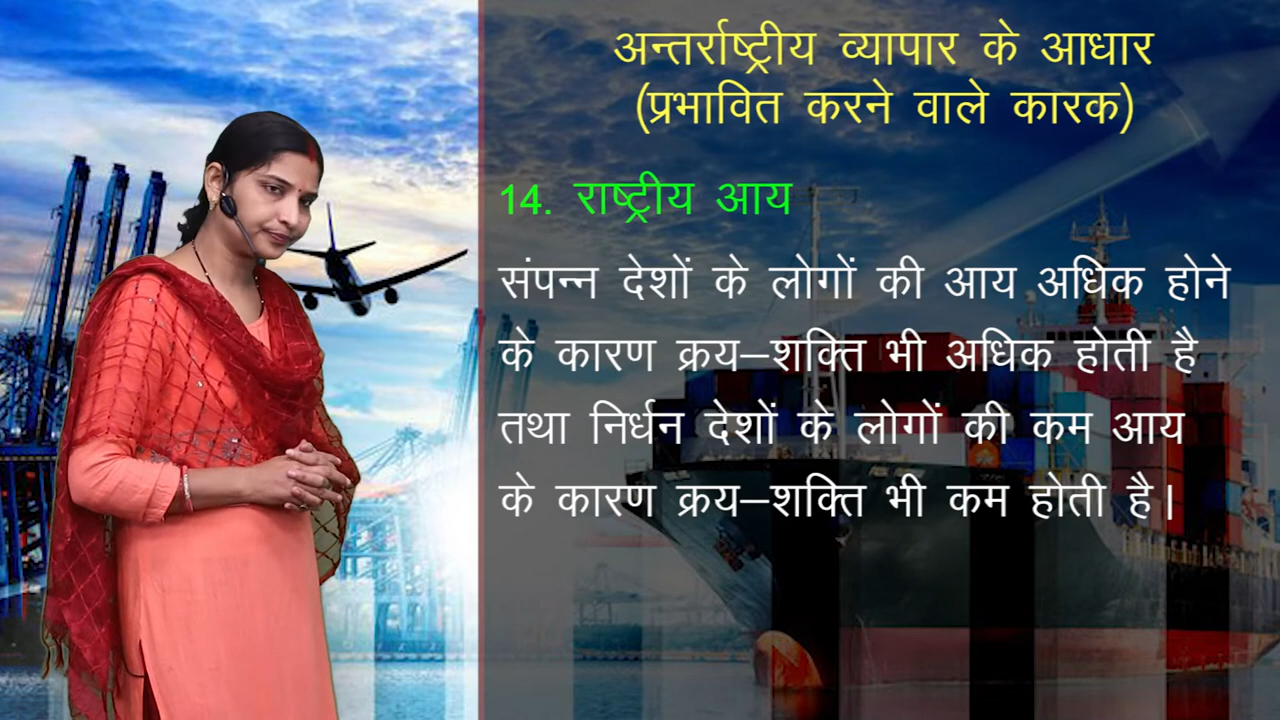 अन्तर्राष्ट्रीय व्यापार के आधार
(प्रभावित करने वाले कारक)
14. राष्ट्रीय आय
संपन्न देशों के लोगों की आय अधिक होने
के कारण क्रय–शक्ति भी अधिक होती है
तथा निर्धन देशों के लोगों की कम आय
के कारण क्रय–शक्ति भी कम होती है।